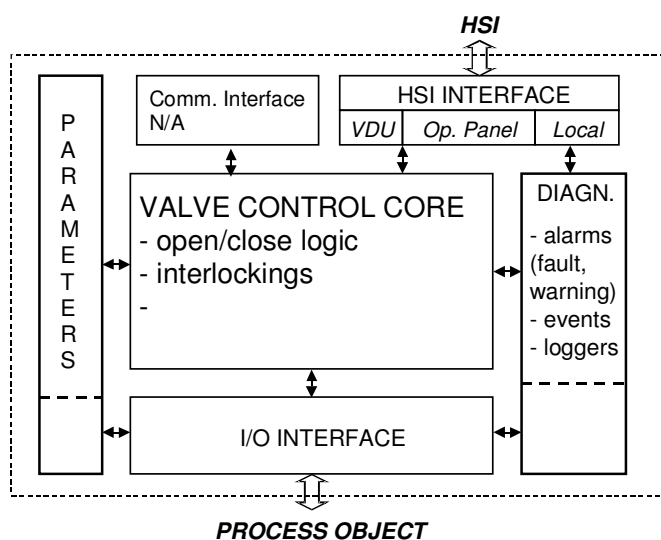 HSI
Comm. Interface
N/A
HSI INTERFACE
VDU Op. Panel Local
PARAMETERS
VALVE CONTROL CORE
- open/close logic
- interlockings
-
DIAGN.
- alarms
(fault,
warning)
- events
- loggers
I/O INTERFACE
PROCESS OBJECT